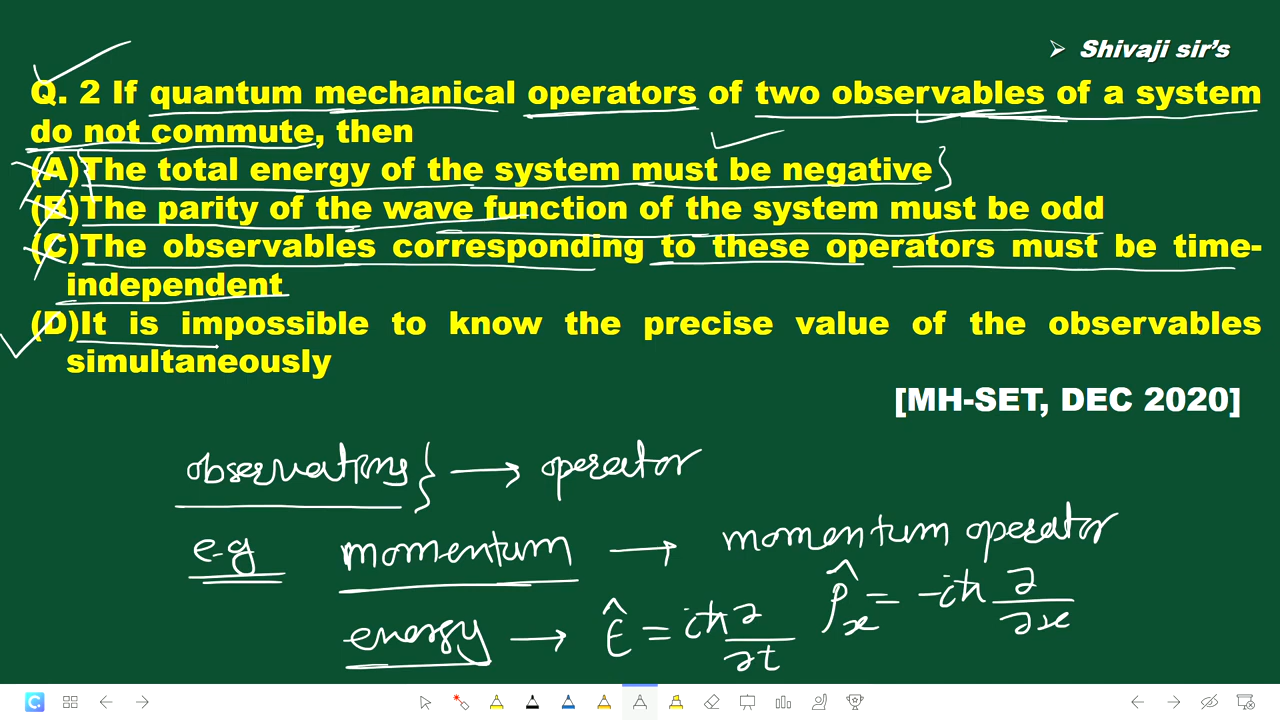 Shivaji sir's
Q. 2 If quantum mechanical operators of two observables of a system
do not commute, then
(A)The total energy of the system must be negative
(B)The parity of the wave function of the system must be odd
(C)The observables corresponding to these operators must be time-
independent
(D)It is impossible to know the precise value of the observables
simultaneously
[MH-SET, DEC 2020]
observations} → operator
e.g momentum → momentum operator
energy → Ê = iħ ∂/∂t P̂x = -iħ ∂/∂x